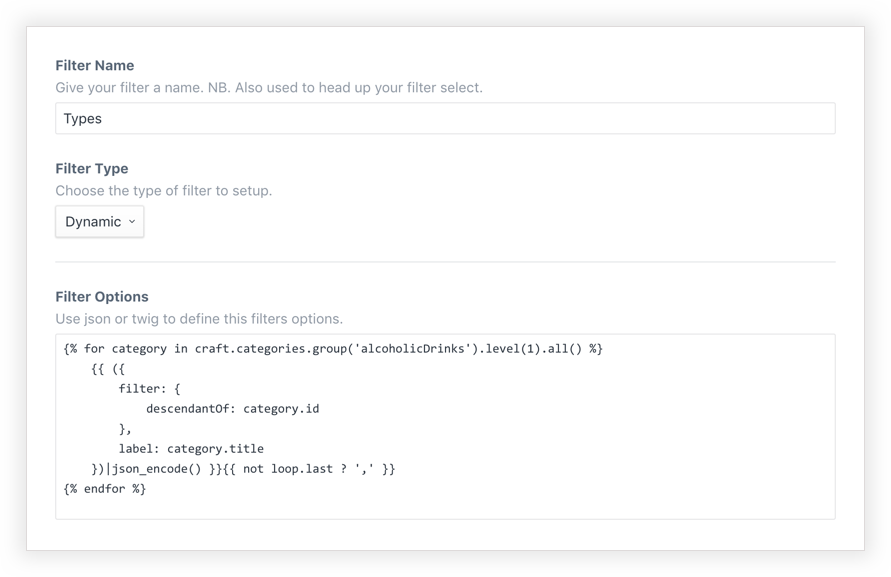 Filter Name
Give your filter a name. NB. Also used to head up your filter select.
Types
Filter Type
Choose the type of filter to setup.
Dynamic
Filter Options
Use json or twig to define this filters options.
{% for category in craft.categories.group('alcoholicDrinks').level(1).all() %}
    {{ ({
        filter: {
            descendantOf: category.id
        },
        label: category.title
    })|json_encode() }}{{ not loop.last ? ',' }}
{% endfor %}